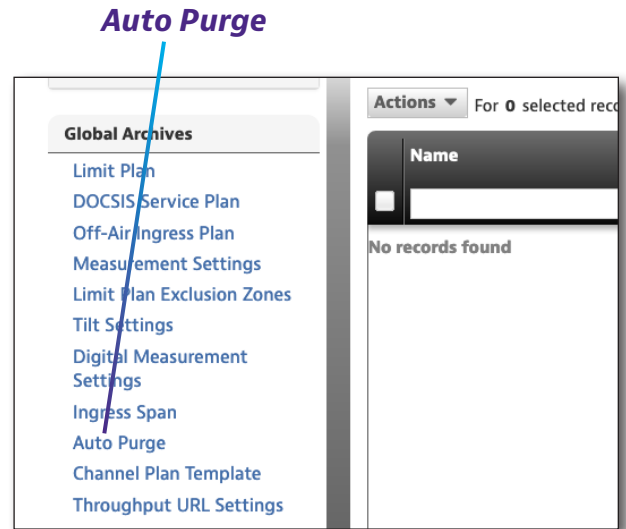 Auto Purge
Global Archives
Limit Plan
DOCSIS Service Plan
Off-Air Ingress Plan
Measurement Settings
Limit Plan Exclusion Zones
Tilt Settings
Digital Measurement
Settings
Ingress Span
Auto Purge
Channel Plan Template
Throughput URL Settings
Actions For 0 selected reco
Name
No records found